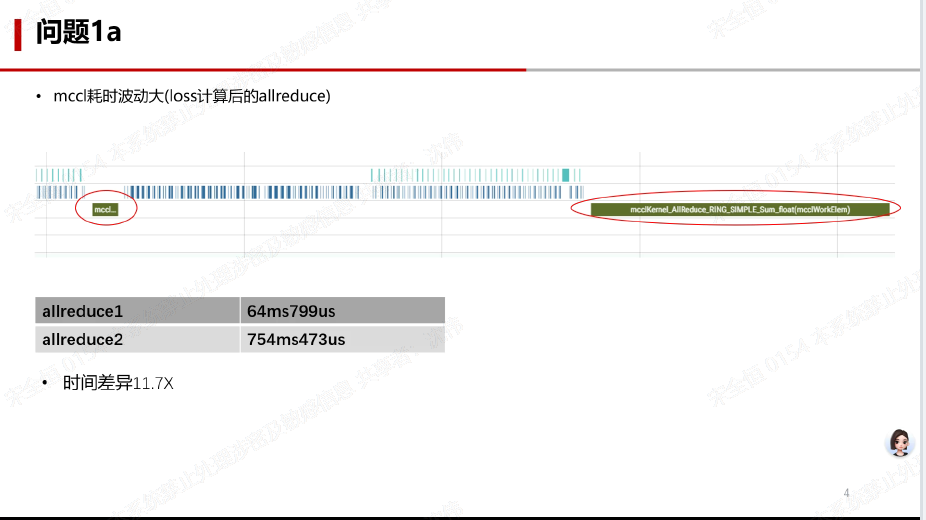 问题1a
• mccl耗时波动大(loss计算后的allreduce)
mccl...
mcclKernel_AllReduce_RING_SIMPLE_Sum_float(mcclWorkElem)
allreduce1 64ms799us
allreduce2 754ms473us
• 时间差异11.7X
4